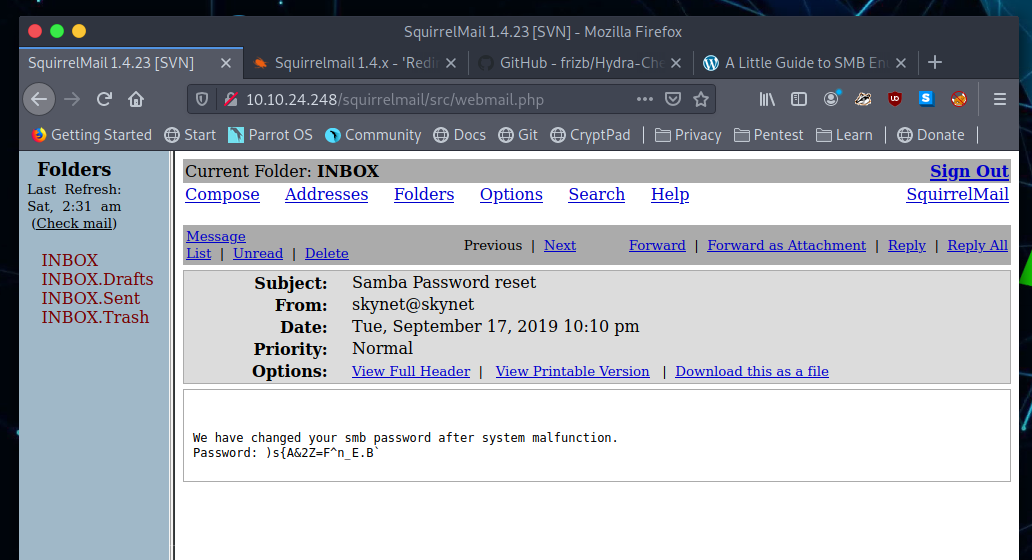 SquirrelMail 1.4.23 [SVN] - Mozilla Firefox
SquirrelMail 1.4.23 [SVN] Squirrelmail 1.4.x - 'Redir GitHub - frizb/Hydra-Che A Little Guide to SMB En
10.10.24.248/squirrelmail/src/webmail.php
Getting Started Start Parrot OS Community Docs Git CryptPad Privacy Pentest Learn Donate
Folders
Last Refresh:
Sat, 2:31 am
(Check mail)
INBOX
INBOX.Drafts
INBOX.Sent
INBOX.Trash
Current Folder: INBOX Sign Out
Compose Addresses Folders Options Search Help SquirrelMail
Message
List | Unread | Delete Previous | Next Forward | Forward as Attachment | Reply | Reply All
Subject: Samba Password reset
From: skynet@skynet
Date: Tue, September 17, 2019 10:10 pm
Priority: Normal
Options: View Full Header | View Printable Version | Download this as a file
We have changed your smb password after system malfunction.
Password: )s{A&2Z=F^n_E.B`